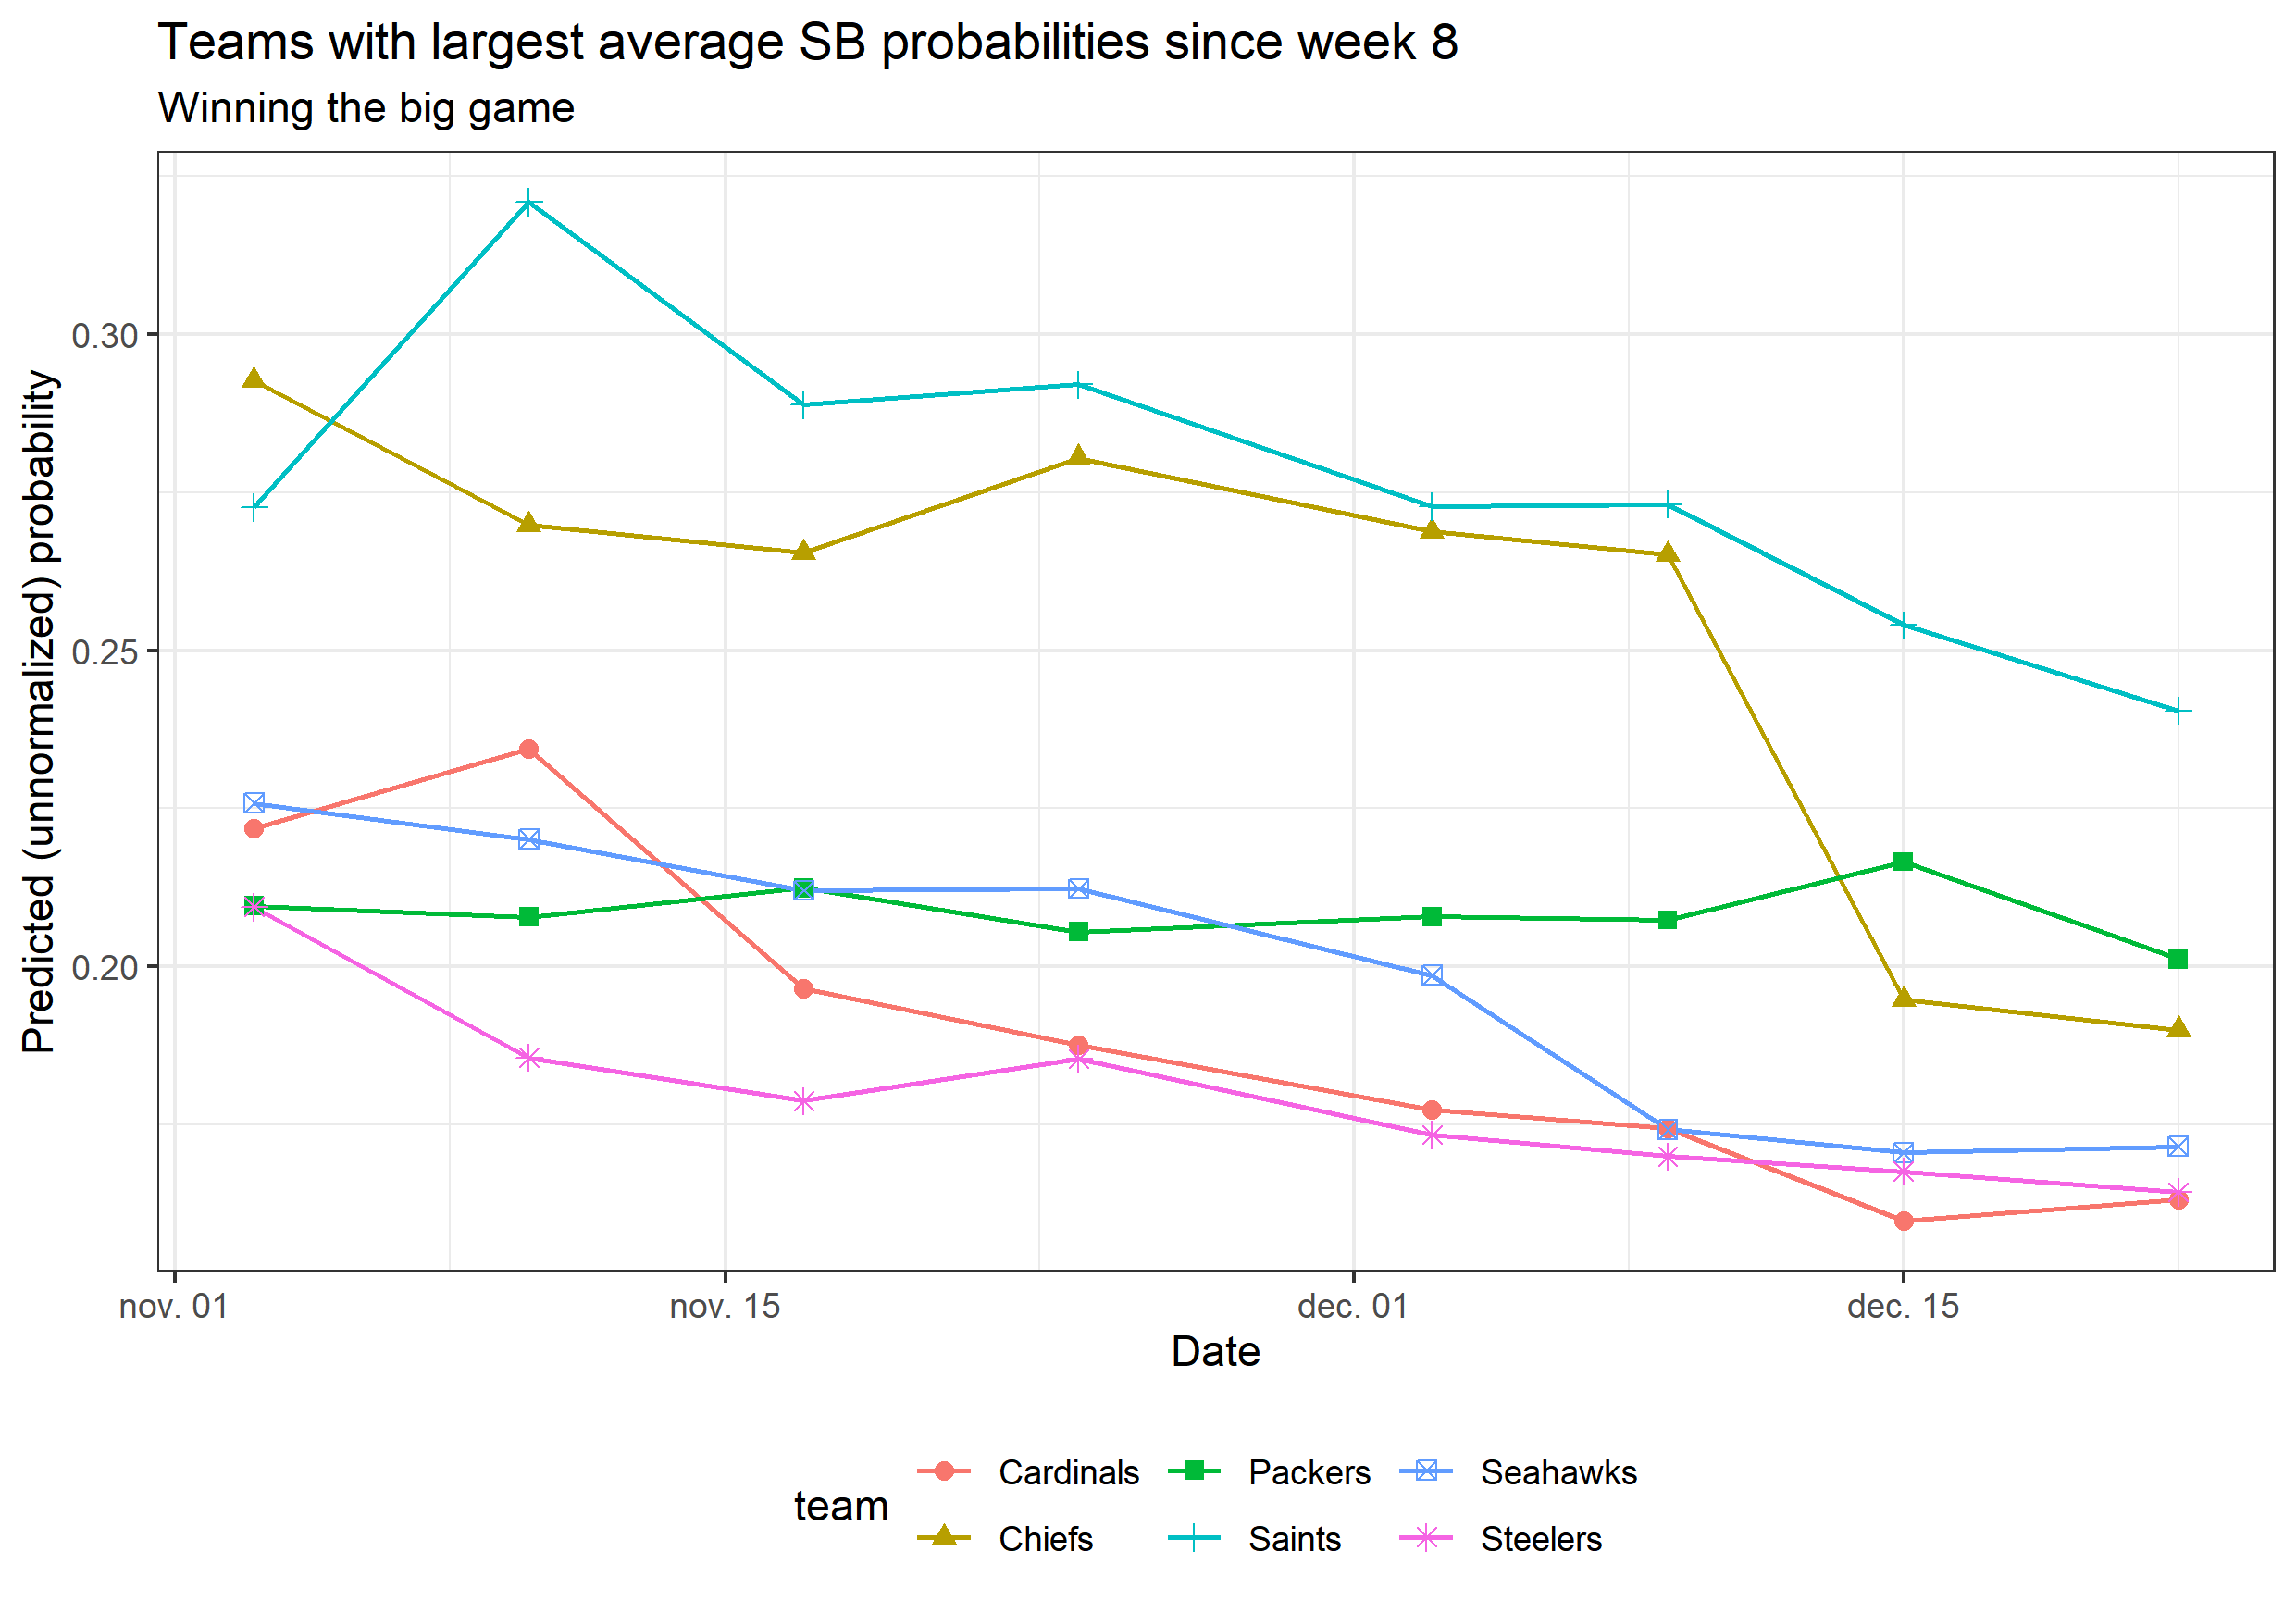 Teams with largest average SB probabilities since week 8
Winning the big game
Predicted (unnormalized) probability
0.30
0.25
0.20
nov. 01
nov. 15
dec. 01
dec. 15
Date
team
Cardinals
Packers
Seahawks
Chiefs
Saints
Steelers